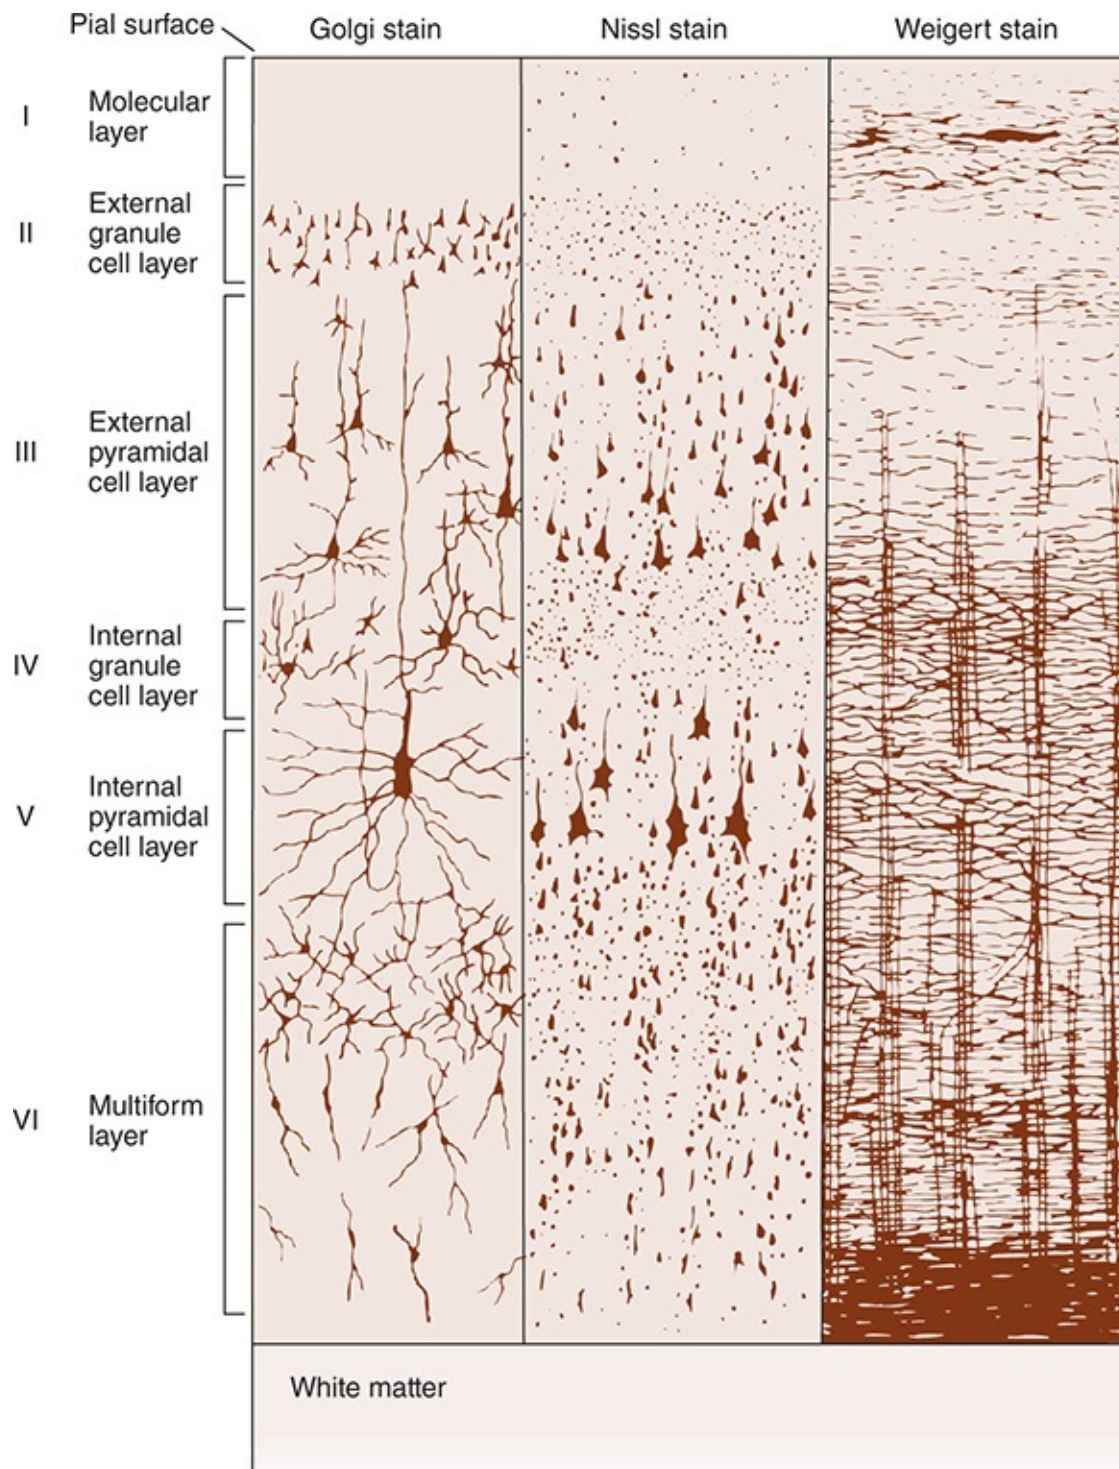 Pial surface
Golgi stain
Nissl stain
Weigert stain
I
Molecular
layer
II
External
granule
cell layer
III
External
pyramidal
cell layer
IV
Internal
granule
cell layer
V
Internal
pyramidal
cell layer
VI
Multiform
layer
White matter